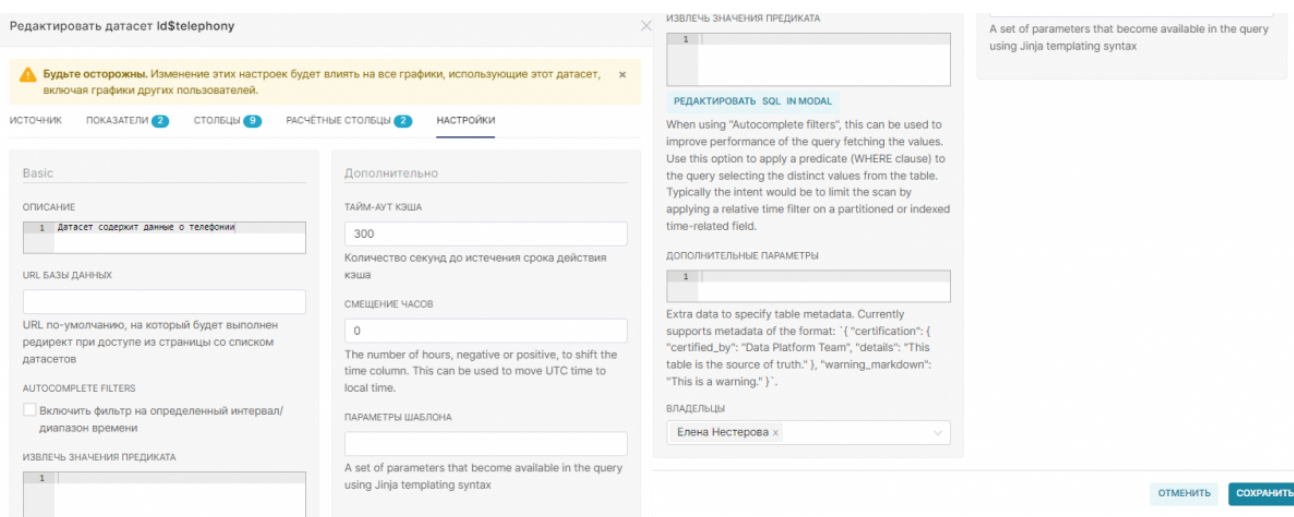 Редактировать датасет ld$telephony
Будьте осторожны. Изменение этих настроек будет влиять на все графики, использующие этот датасет,
включая графики других пользователей.
ИСТОЧНИК ПОКАЗАТЕЛИ 2 СТОЛБЦЫ 9 РАСЧЁТНЫЕ СТОЛБЦЫ 2 НАСТРОЙКИ
Basic
ОПИСАНИЕ
1 Датасет содержит данные о телефонии
URL БАЗЫ ДАННЫХ
URL по-умолчанию, на который будет выполнен
редирект при доступе из страницы со списком
датасетов
AUTOCOMPLETE FILTERS
Включить фильтр на определенный интервал/
диапазон времени
ИЗВЛЕЧЬ ЗНАЧЕНИЯ ПРЕДИКАТА
1
Дополнительно
ТАЙМ-АУТ КЭША
300
Количество секунд до истечения срока действия
кэша
СМЕЩЕНИЕ ЧАСОВ
0
The number of hours, negative or positive, to shift the
time column. This can be used to move UTC time to
local time.
ПАРАМЕТРЫ ШАБЛОНА
A set of parameters that become available in the query
using Jinja templating syntax
ИЗВЛЕЧЬ ЗНАЧЕНИЯ ПРЕДИКАТА
1
РЕДАКТИРОВАТЬ SQL IN MODAL
When using "Autocomplete filters", this can be used to
improve performance of the query fetching the values.
Use this option to apply a predicate (WHERE clause) to
the query selecting the distinct values from the table.
Typically the intent would be to limit the scan by
applying a relative time filter on a partitioned or indexed
time-related field.
ДОПОЛНИТЕЛЬНЫЕ ПАРАМЕТРЫ
1
Extra data to specify table metadata. Currently
supports metadata of the format: `{ "certification": {
"certified_by": "Data Platform Team", "details": "This
table is the source of truth." }, "warning_markdown":
"This is a warning." }`.
ВЛАДЕЛЬЦЫ
Елена Нестерова ×
A set of parameters that become available in the query
using Jinja templating syntax
ОТМЕНИТЬ СОХРАНИТЬ